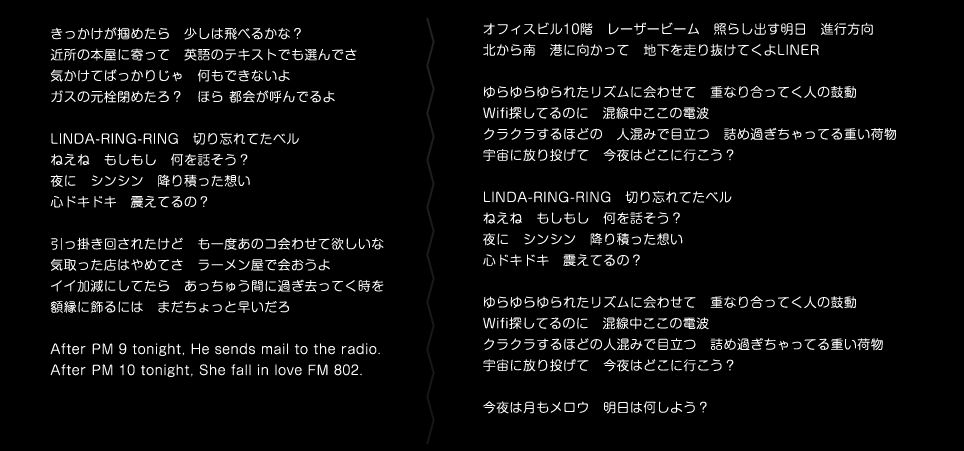 きっかけが掴めたら　少しは飛べるかな？
近所の本屋に寄って　英語のテキストでも選んでさ
気かけてばっかりじゃ　何もできないよ
ガスの元栓閉めたろ？　ほら 都会が呼んでるよ

LINDA-RING-RING　切り忘れてたベル
ねえね　もしもし　何を話そう？
夜に　シンシン　降り積った想い
心ドキドキ　震えてるの？

引っ掛き回されたけど　も一度あのコ会わせて欲しいな
気取った店はやめてさ　ラーメン屋で会おうよ
イイ加減にしてたら　あっちゅう間に過ぎ去ってく時を
額縁に飾るには　まだちょっと早いだろ

After PM 9 tonight, He sends mail to the radio.
After PM 10 tonight, She fall in love FM 802.

オフィスビル10階　レーザービーム　照らし出す明日　進行方向
北から南　港に向かって　地下を走り抜けてくよLINER

ゆらゆらゆられたリズムに会わせて　重なり合ってく人の鼓動
Wifi探してるのに　混線中ここの電波
クラクラするほどの　人混みで目立つ　詰め過ぎちゃってる重い荷物
宇宙に放り投げて　今夜はどこに行こう？

LINDA-RING-RING　切り忘れてたベル
ねえね　もしもし　何を話そう？
夜に　シンシン　降り積った想い
心ドキドキ　震えてるの？

ゆらゆらゆられたリズムに会わせて　重なり合ってく人の鼓動
Wifi探してるのに　混線中ここの電波
クラクラするほどの人混みで目立つ　詰め過ぎちゃってる重い荷物
宇宙に放り投げて　今夜はどこに行こう？

今夜は月もメロウ　明日は何しよう？